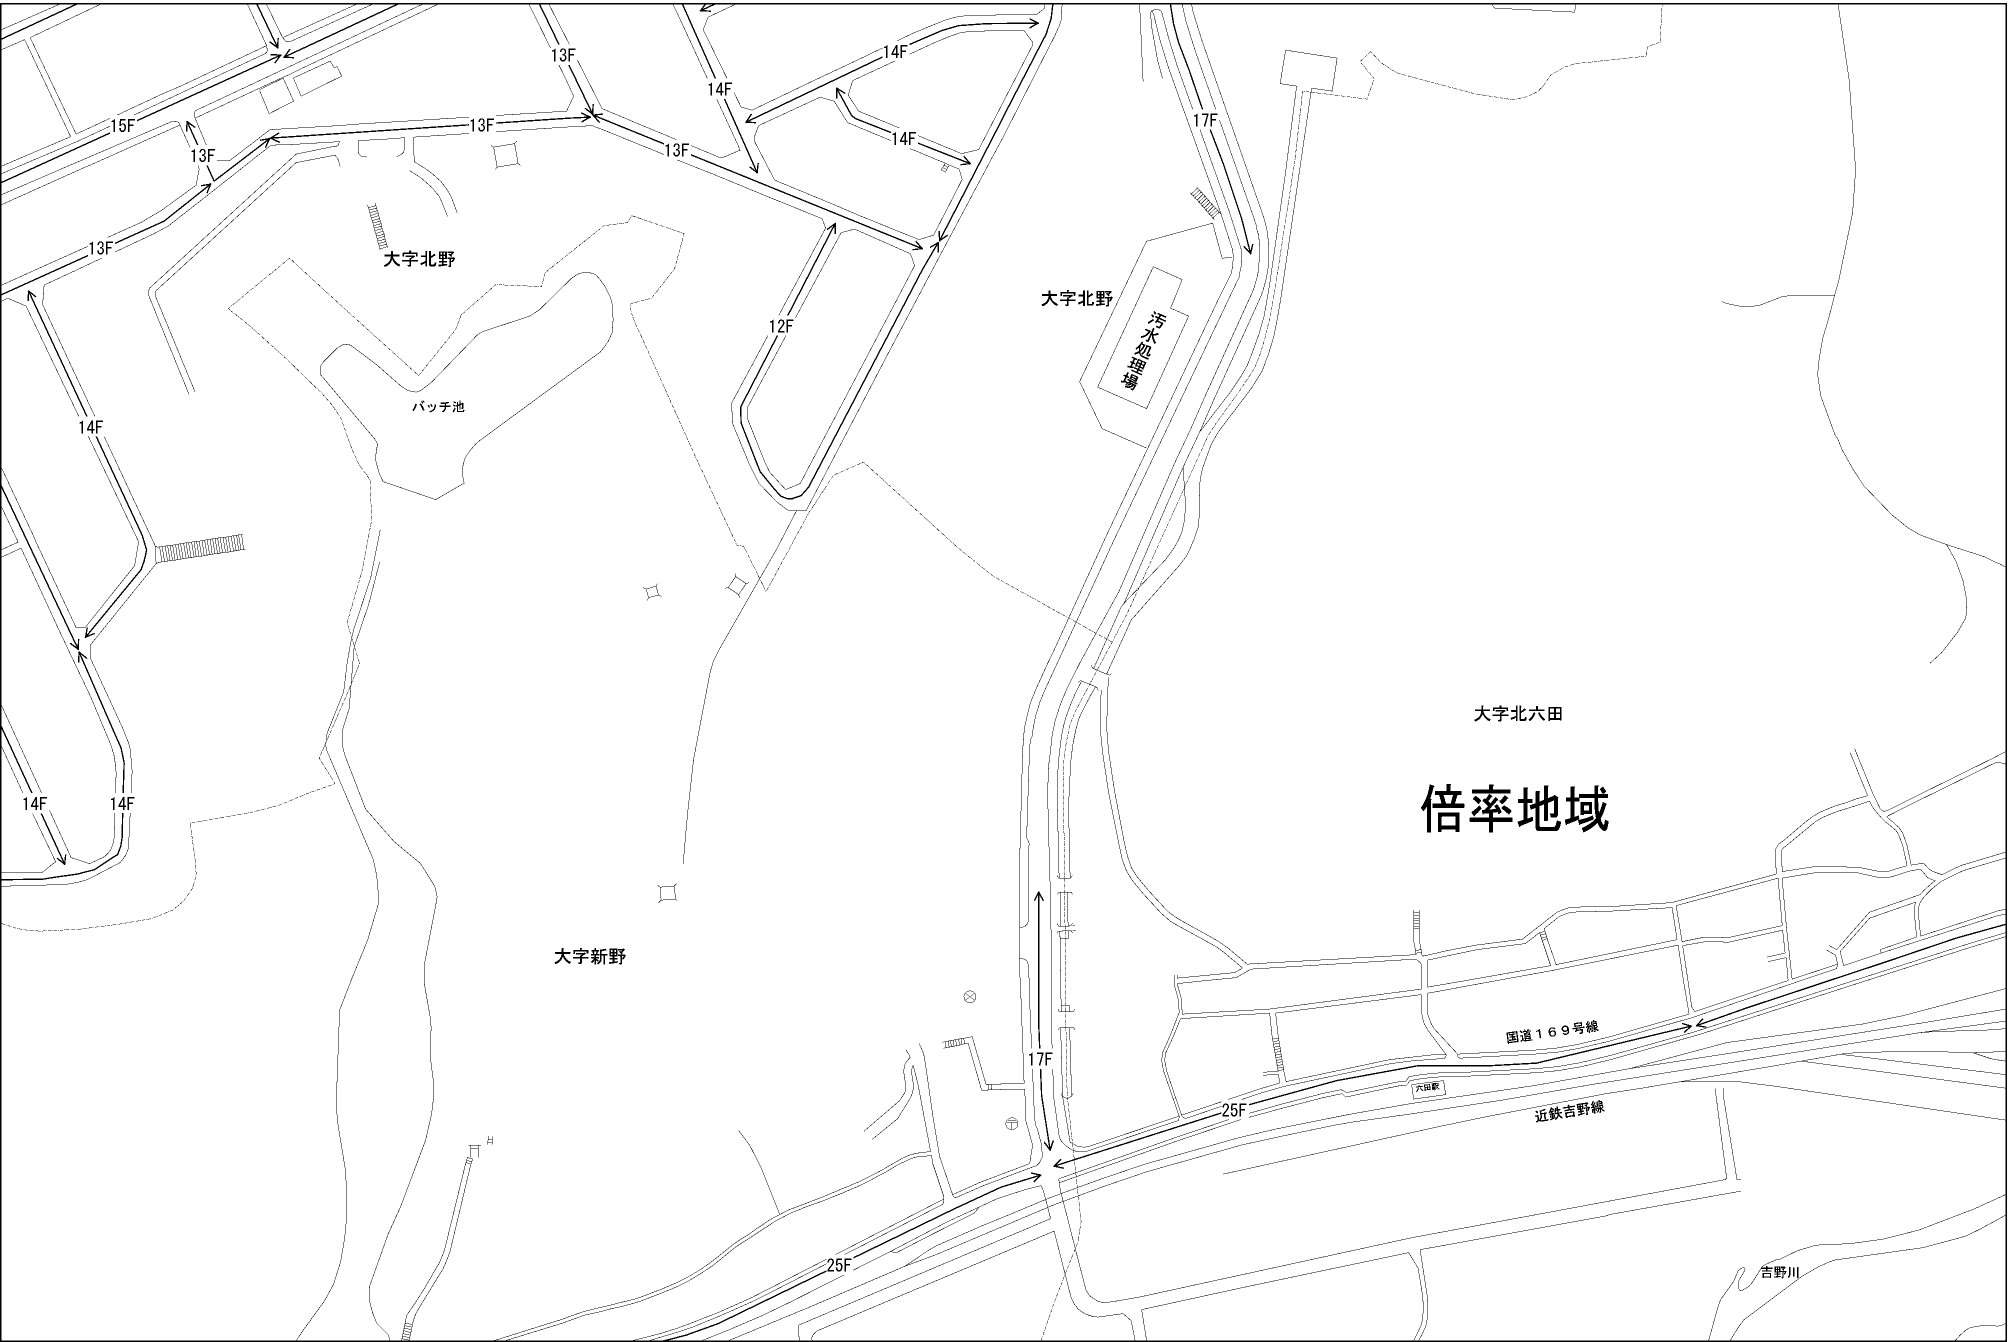 13F
14F
14F
14F
17F
15F
13F
13F
14F
13F
13F
大字北野
大字北野
12F
汚水処理場
バッチ池
14F
大字北六田
倍率地域
14F
14F
大字新野
国道169号線
17F
六田駅
25F
近鉄吉野線
25F
吉野川